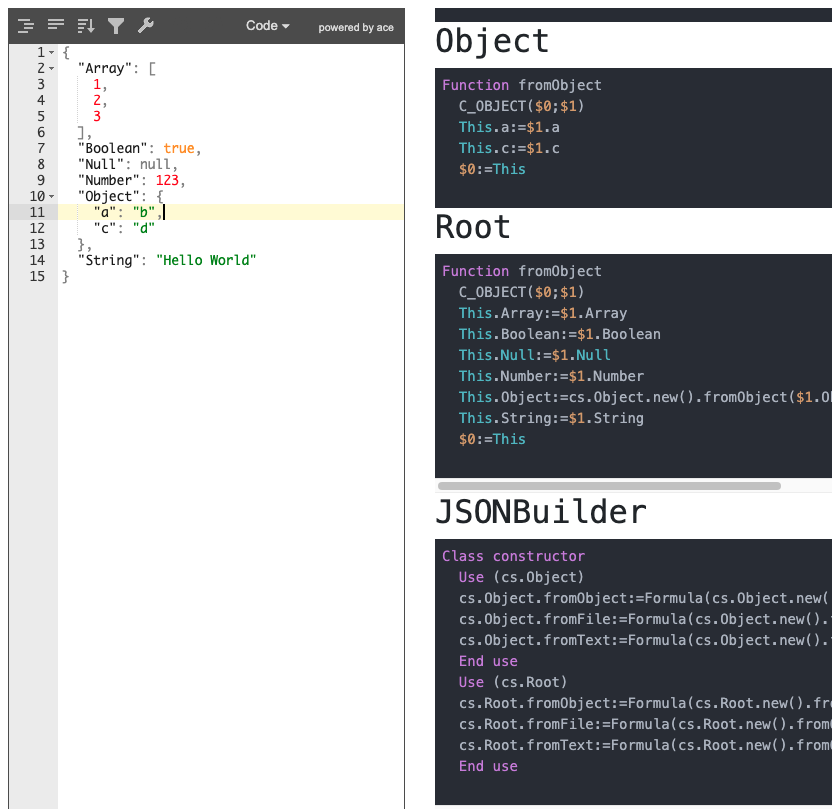 Code
powered by ace
1 {
2 "Array": [
3 1,
4 2,
5 3
6 ],
7 "Boolean": true,
8 "Null": null,
9 "Number": 123,
10 "Object": {
11 "a": "b",
12 "c": "d"
13 },
14 "String": "Hello World"
15 }
Object
Function fromObject
C_OBJECT($0;$1)
This.a:=$1.a
This.c:=$1.c
$0:=This
Root
Function fromObject
C_OBJECT($0;$1)
This.Array:=$1.Array
This.Boolean:=$1.Boolean
This.Null:=$1.Null
This.Number:=$1.Number
This.Object:=cs.Object.new().fromObject($1.O
This.String:=$1.String
$0:=This
JSONBuilder
Class constructor
Use (cs.Object)
cs.Object.fromObject:=Formula(cs.Object.new(
cs.Object.fromFile:=Formula(cs.Object.new().
cs.Object.fromText:=Formula(cs.Object.new().
End use
Use (cs.Root)
cs.Root.fromObject:=Formula(cs.Root.new().fr
cs.Root.fromFile:=Formula(cs.Root.new().from
cs.Root.fromText:=Formula(cs.Root.new().from
End use